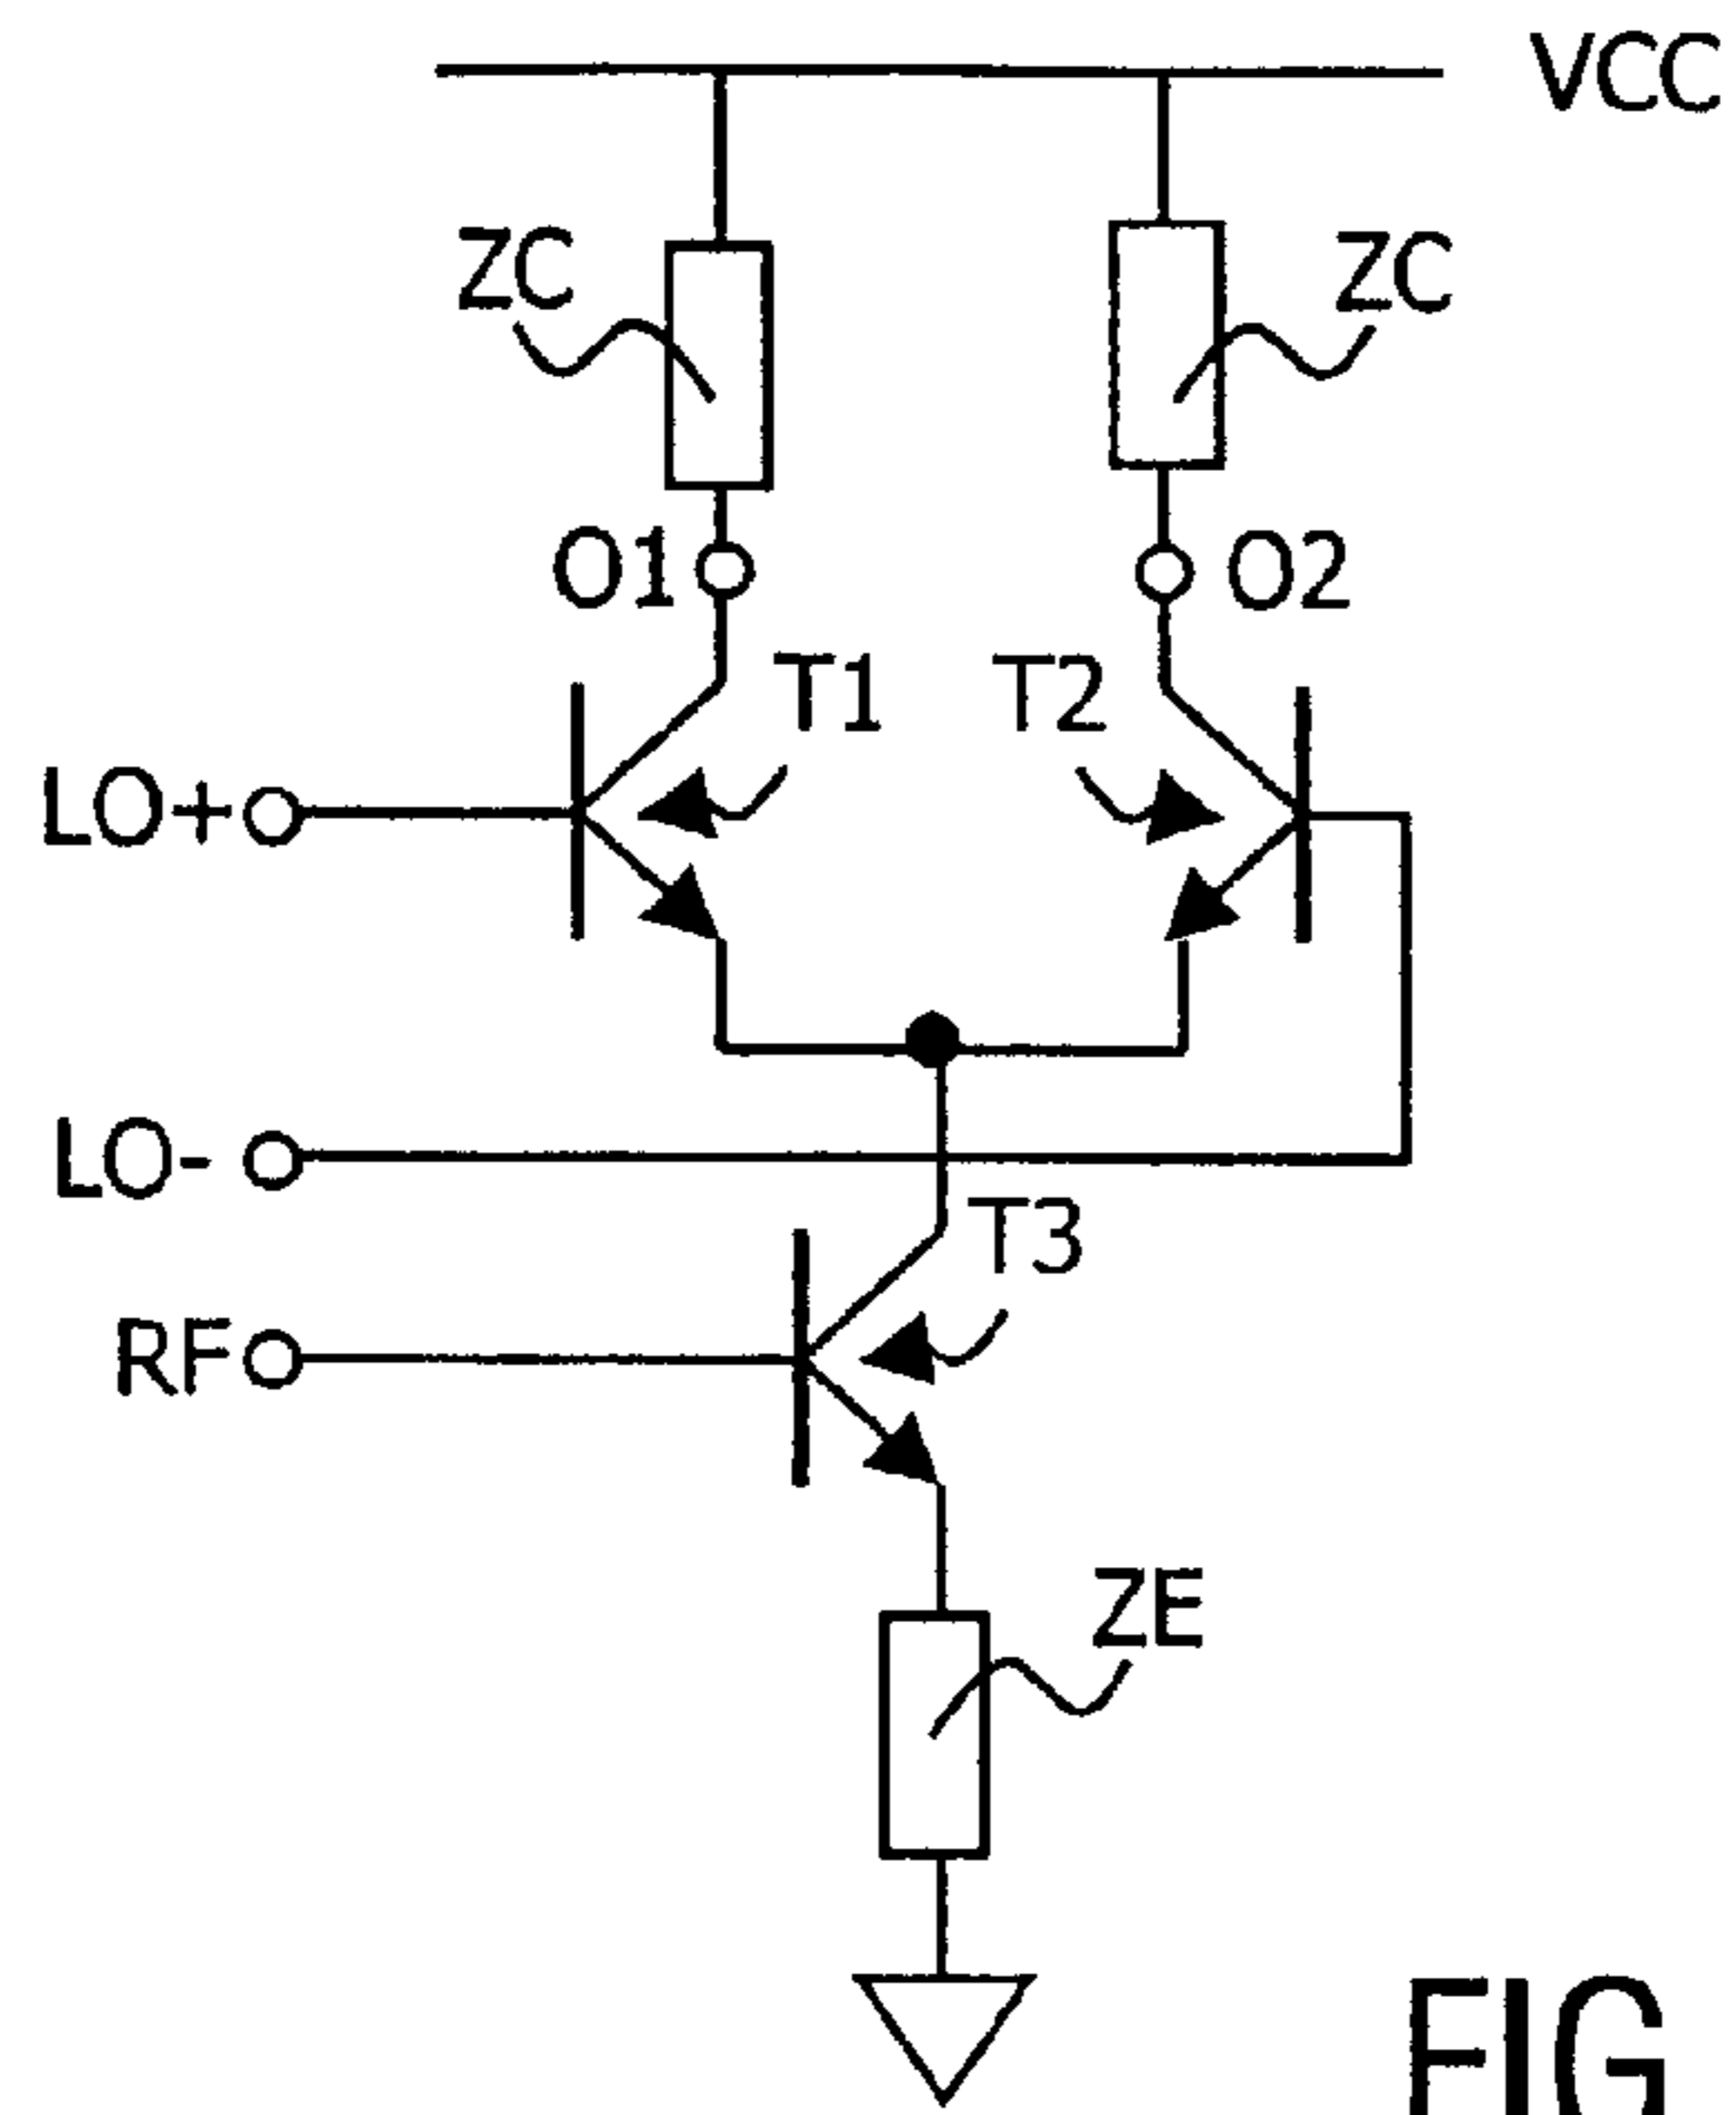 VCC
ZC
ZC
O1
O2
T1
T2
LO+
LO-
T3
RF
ZE
FIG